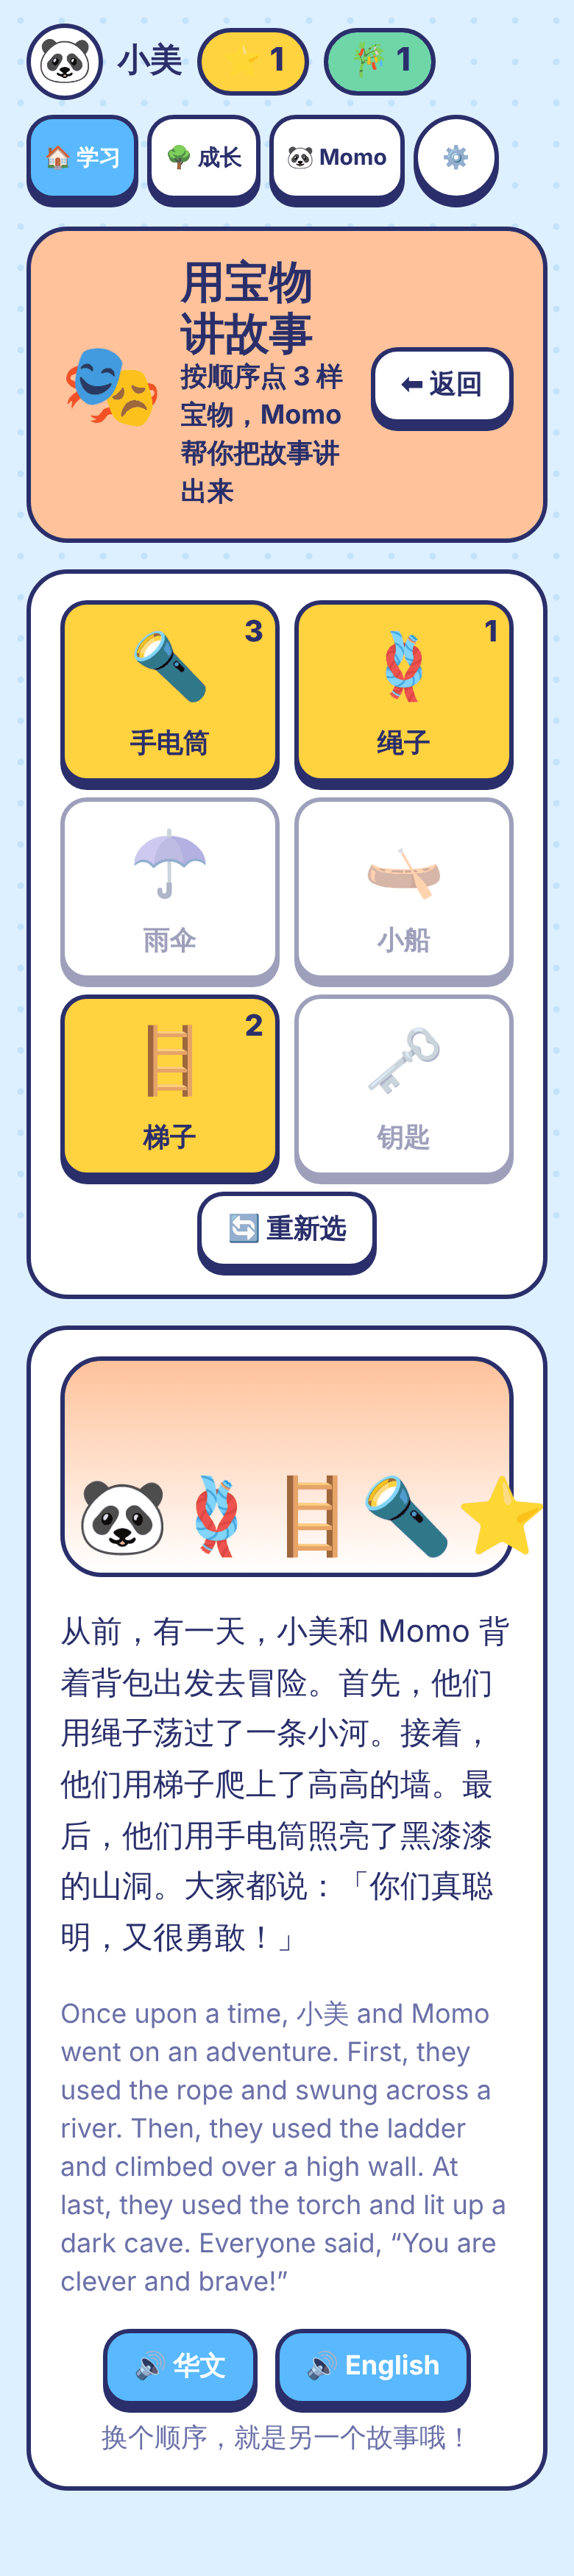 小美
1
1
学习
成长
Momo
用宝物
讲故事
按顺序点 3 样
宝物，Momo
帮你把故事讲
出来
返回
3
手电筒
1
绳子
雨伞
小船
2
梯子
钥匙
重新选
从前，有一天，小美和 Momo 背
着背包出发去冒险。首先，他们
用绳子荡过了一条小河。接着，
他们用梯子爬上了高高的墙。最
后，他们用手电筒照亮了黑漆漆
的山洞。大家都说：「你们真聪
明，又很勇敢！」
Once upon a time, 小美 and Momo
went on an adventure. First, they
used the rope and swung across a
river. Then, they used the ladder
and climbed over a high wall. At
last, they used the torch and lit up a
dark cave. Everyone said, “You are
clever and brave!”
华文
English
换个顺序，就是另一个故事哦！